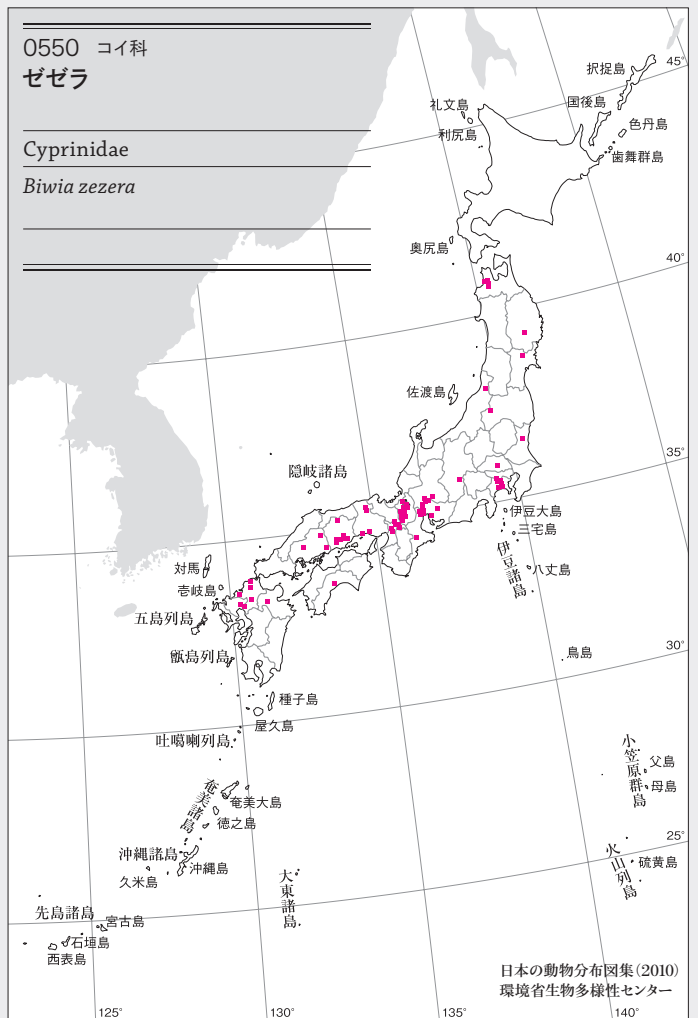 0550 コイ科
ゼゼラ
Cyprinidae
Biwia zezera
45°
択捉島
国後島
礼文島
色丹島
利尻島
歯舞群島
奥尻島
40°
佐渡島
35°
隠岐諸島
伊豆大島
三宅島
伊豆諸島
八丈島
対馬
壱岐島
五島列島
甑島列島
鳥島
30°
種子島
屋久島
吐噶喇列島
小笠原群島
父島
母島
奄美諸島
奄美大島
徳之島
25°
沖縄諸島
沖縄島
久米島
火山列島
硫黄島
大東諸島
先島諸島
宮古島
石垣島
西表島
日本の動物分布図集(2010)
環境省生物多様性センター
125°
130°
135°
140°